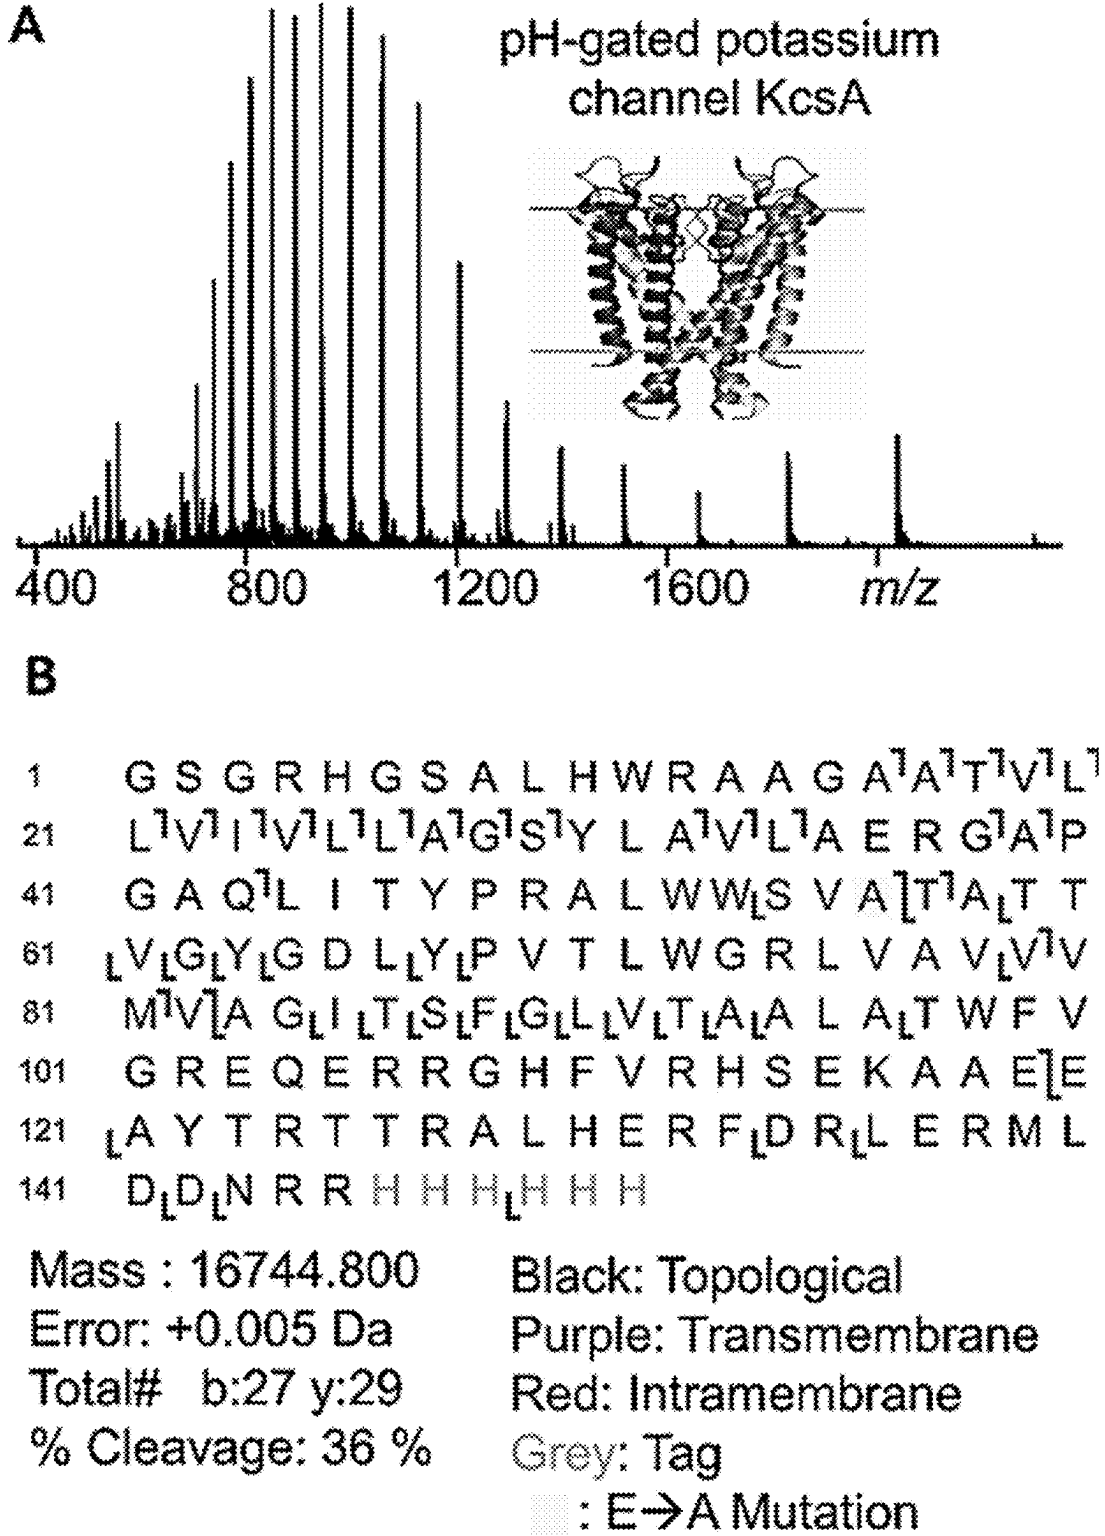 A
pH-gated potassium
channel KcsA
400 800 1200 1600 m/z
B
1 G S G R H G S A L H W R A A G A A T V L
21 L V I V L L A G S Y L A V L A E R G A P
41 G A Q L I T Y P R A L W W S V A T A T T
61 V G Y G D L Y P V T L W G R L V A V V V
81 M V A G I T S F G L V T A A L A T W F V
101 G R E Q E R R G H F V R H S E K A A E E
121 A Y T R T T R A L H E R F D R L E R M L
141 D D N R R H H H H H H
Mass : 16744.800
Error: +0.005 Da
Total# b:27 y:29
% Cleavage: 36 %
Black: Topological
Purple: Transmembrane
Red: Intramembrane
Grey: Tag
: E→A Mutation